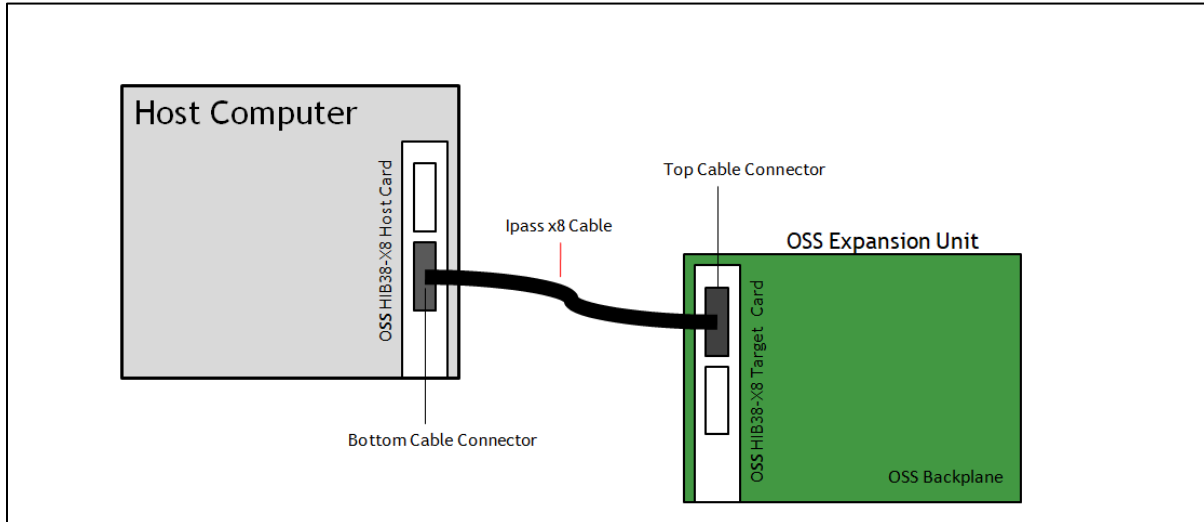 Host Computer
OSS HIB38-X8 Host Card
Top Cable Connector
Ipass x8 Cable
OSS Expansion Unit
OSS HIB38-X8 Target Card
Bottom Cable Connector
OSS Backplane